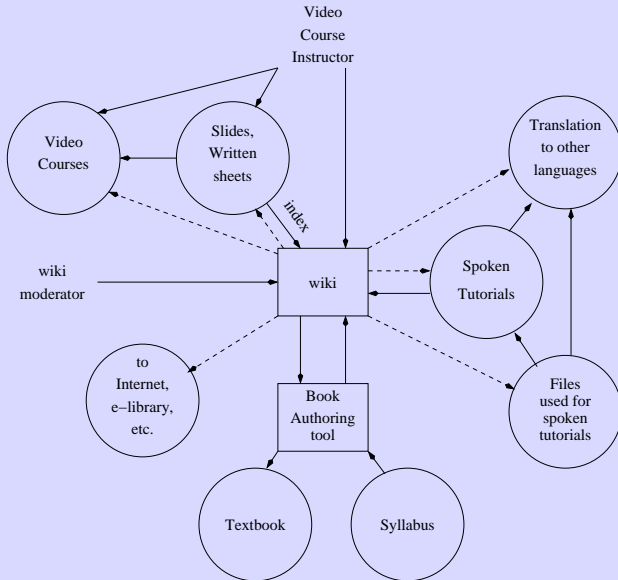 Video
Course
Instructor
Video
Courses
Slides,
Written
sheets
Translation
to other
languages
index
wiki
moderator
wiki
Spoken
Tutorials
to
Internet,
e−library,
etc.
Book
Authoring
tool
Files
used for
spoken
tutorials
Textbook
Syllabus